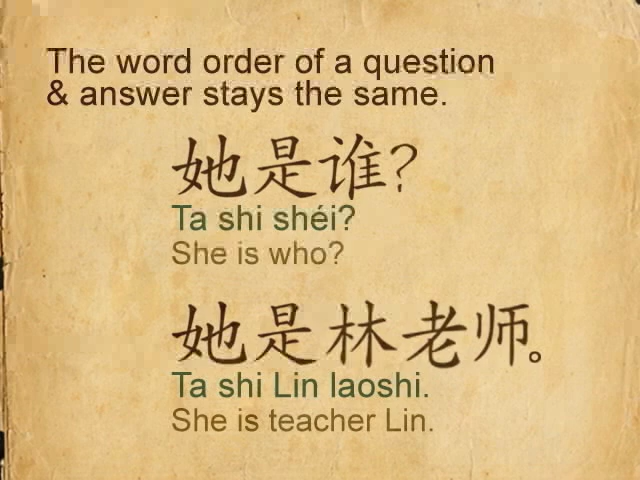 The word order of a question
& answer stays the same.
她是谁?
Ta shi shéi?
She is who?
她是林老师。
Ta shi Lin laoshi.
She is teacher Lin.